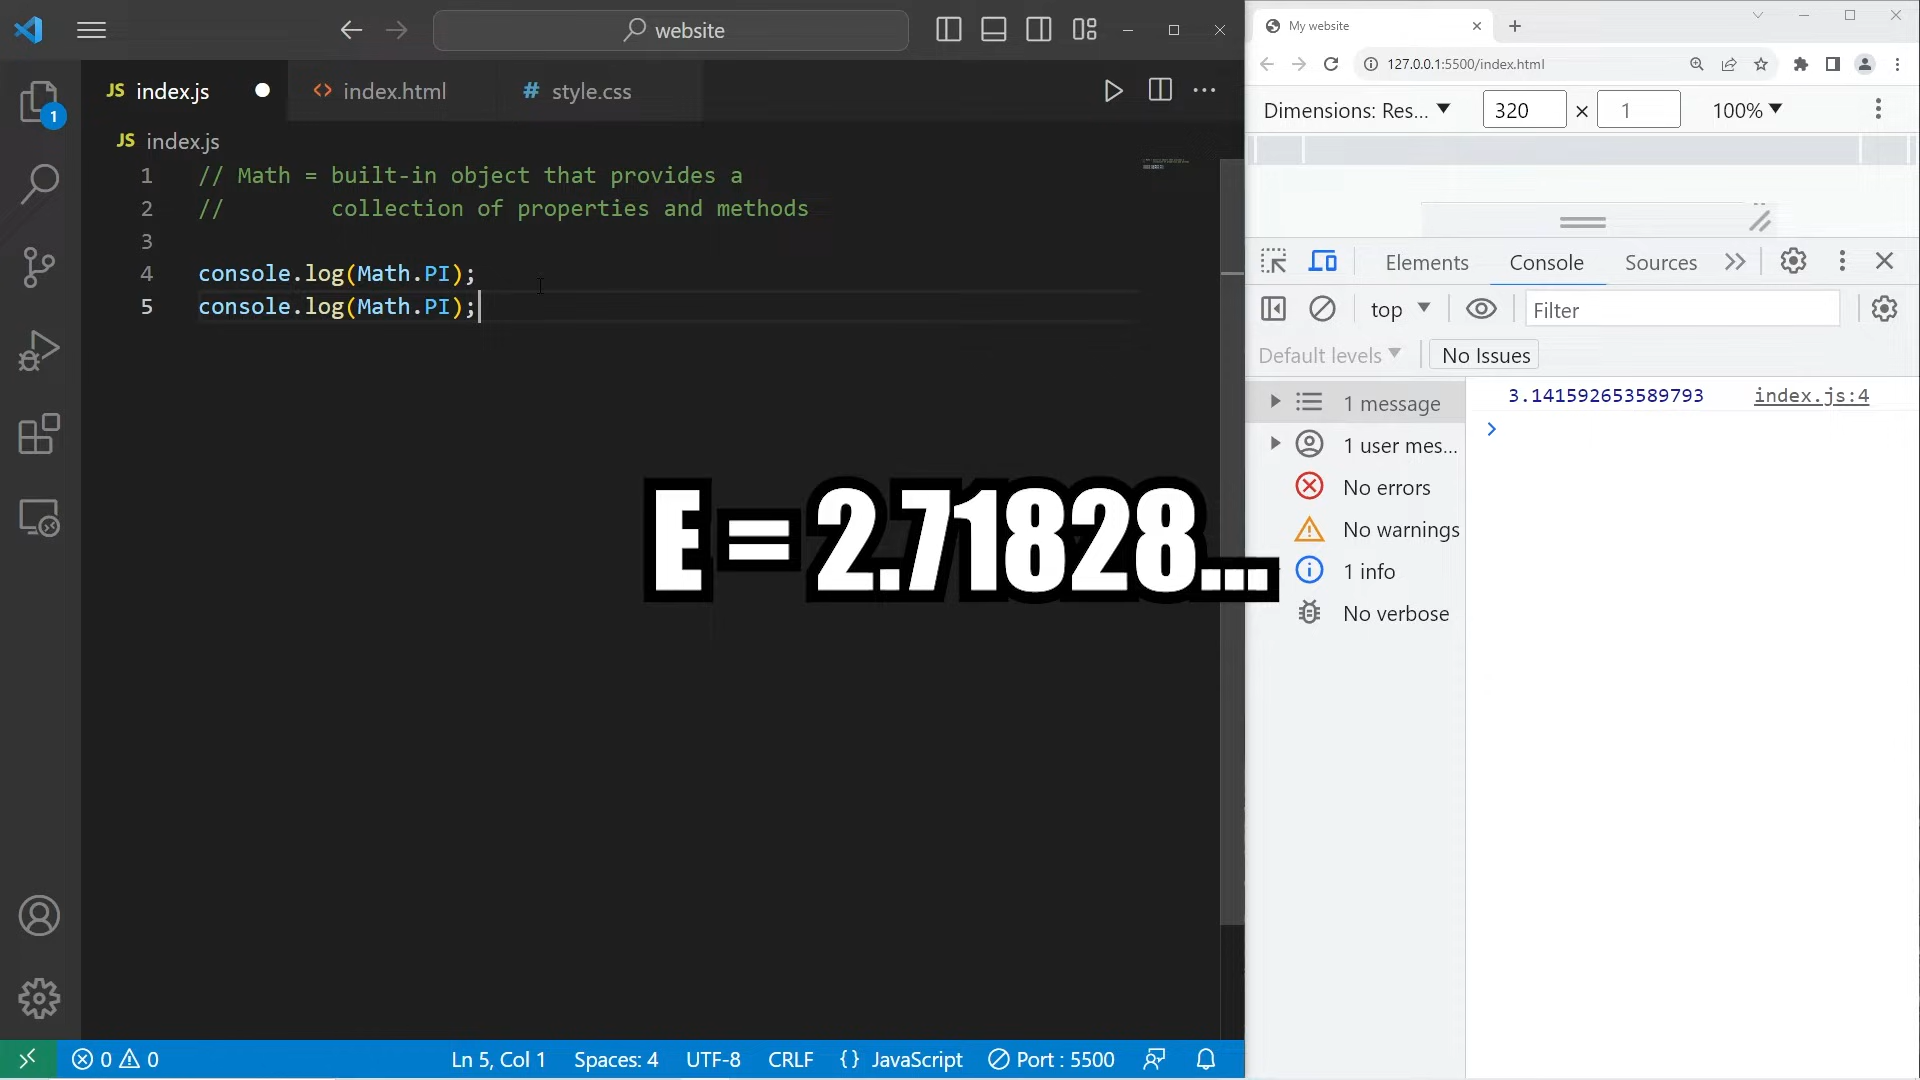 website
JS index.js
index.html
# style.css
1
JS index.js
1 // Math = built-in object that provides a
2 // collection of properties and methods
3
4 console.log(Math.PI);
5 console.log(Math.PI);
E = 2.71828...
0 0
Ln 5, Col 1
Spaces: 4
UTF-8
CRLF
{} JavaScript
Port : 5500
My website
127.0.0.1:5500/index.html
Dimensions: Res... 320 × 1 100%
Elements Console Sources
top
Filter
Default levels
No Issues
1 message
1 user mes...
No errors
No warnings
1 info
No verbose
3.141592653589793 index.js:4